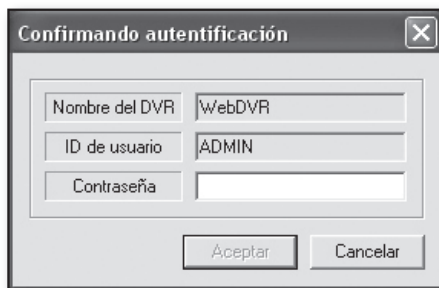 Confirmando autentificación
Nombre del DVR WebDVR
ID de usuario ADMIN
Contraseña
Aceptar Cancelar